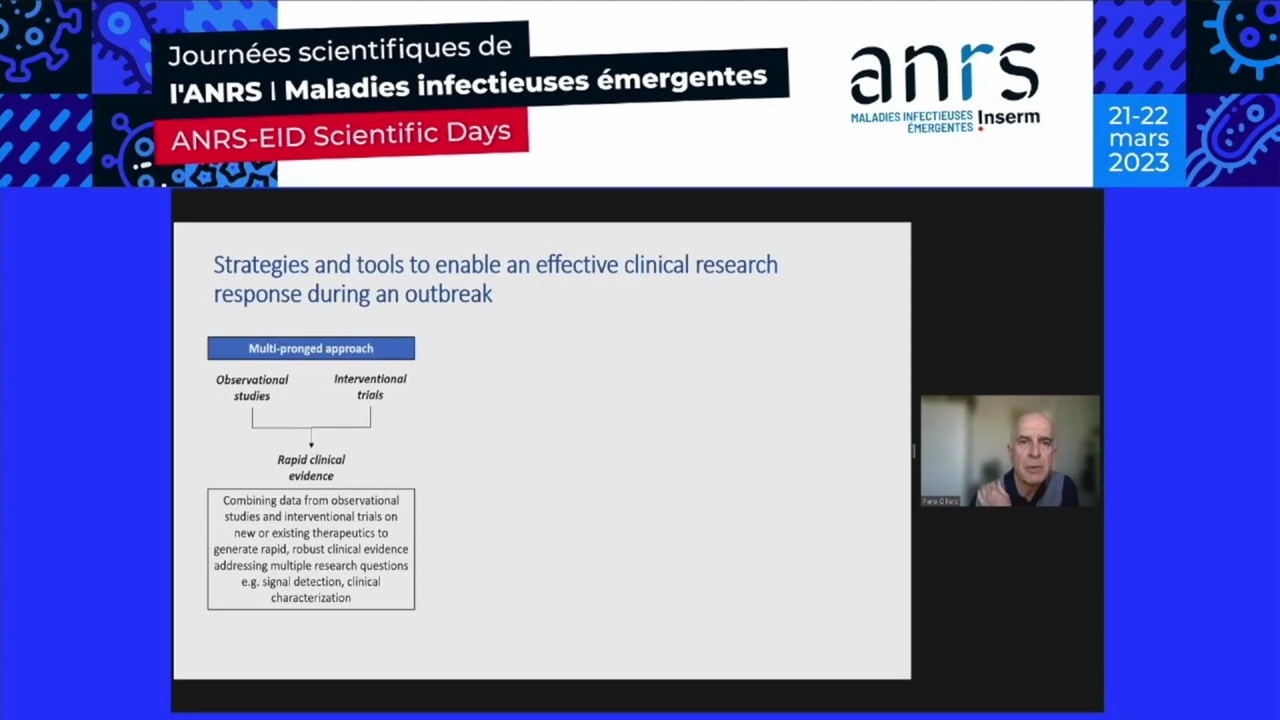 Journées scientifiques de
l'ANRS | Maladies infectieuses émergentes
ANRS-EID Scientific Days
anrs
MALADIES INFECTIEUSES
ÉMERGENTES
Inserm
21-22
mars
2023
Strategies and tools to enable an effective clinical research
response during an outbreak
Multi-pronged approach
Observational
studies
Interventional
trials
Rapid clinical
evidence
Combining data from observational
studies and interventional trials on
new or existing therapeutics to
generate rapid, robust clinical evidence
addressing multiple research questions
e.g. signal detection, clinical
characterization